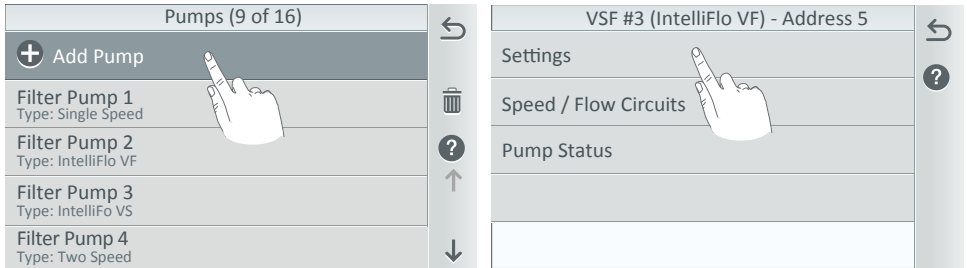 Pumps (9 of 16)
Add Pump
Filter Pump 1
Type: Single Speed
Filter Pump 2
Type: IntelliFlo VF
Filter Pump 3
Type: IntelliFo VS
Filter Pump 4
Type: Two Speed
VSF #3 (IntelliFlo VF) - Address 5
Settings
Speed / Flow Circuits
Pump Status